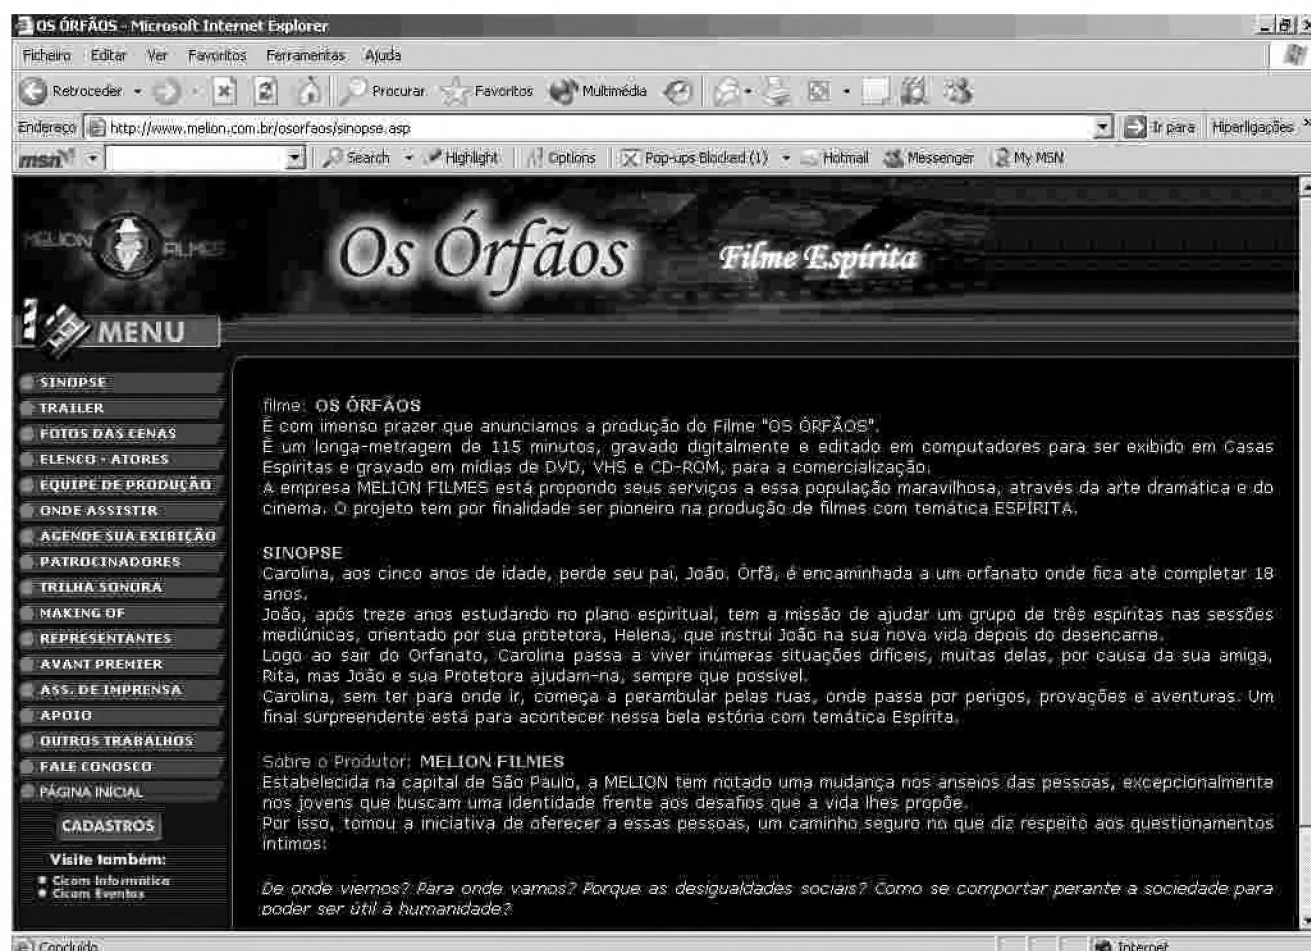 OS ÓRFÃOS - Microsoft Internet Explorer
Ficheiro Editar Ver Favoritos Ferramentas Ajuda
Retroceder Procurar Favoritos Multimédia
Endereço http://www.melion.com.br/osorfaos/sinopse.asp Ir para Hiperligações »
msn Search Highlight Options Pop-ups Blocked (1) Hotmail Messenger My MSN
MELION FILMES
Os Órfãos Filme Espírita
MENU
SINOPSE
TRAILER
FOTOS DAS CENAS
ELENCO - ATORES
EQUIPE DE PRODUÇÃO
ONDE ASSISTIR
AGENDE SUA EXIBIÇÃO
PATROCINADORES
TRILHA SONORA
MAKING OF
REPRESENTANTES
AVANT PREMIER
ASS. DE IMPRENSA
APOIO
OUTROS TRABALHOS
FALE CONOSCO
PÁGINA INICIAL
CADASTROS
Visite também:
Cicom Informática
Cicom Eventos
filme: OS ÓRFÃOS
É com imenso prazer que anunciamos a produção do Filme "OS ÓRFÃOS".
É um longa-metragem de 115 minutos, gravado digitalmente e editado em computadores para ser exibido em Casas
Espíritas e gravado em mídias de DVD, VHS e CD-ROM, para a comercialização.
A empresa MELION FILMES está propondo seus serviços a essa população maravilhosa, através da arte dramática e do
cinema. O projeto tem por finalidade ser pioneiro na produção de filmes com temática ESPÍRITA.
SINOPSE
Carolina, aos cinco anos de idade, perde seu pai, João. Órfã, é encaminhada a um orfanato onde fica até completar 18
anos.
João, após treze anos estudando no plano espiritual, tem a missão de ajudar um grupo de três espíritas nas sessões
mediúnicas, orientado por sua protetora, Helena, que instrui João na sua nova vida depois do desencarne.
Logo ao sair do Orfanato, Carolina passa a viver inúmeras situações difíceis, muitas delas, por causa da sua amiga,
Rita, mas João e sua Protetora ajudam-na, sempre que possível.
Carolina, sem ter para onde ir, começa a perambular pelas ruas, onde passa por perigos, provações e aventuras. Um
final surpreendente está para acontecer nessa bela estória com temática Espírita.
Sobre o Produtor: MELION FILMES
Estabelecida na capital de São Paulo, a MELION tem notado uma mudança nos anseios das pessoas, excepcionalmente
nos jovens que buscam uma identidade frente aos desafios que a vida lhes propõe.
Por isso, tomou a iniciativa de oferecer a essas pessoas, um caminho seguro no que diz respeito aos questionamentos
íntimos:
De onde viemos? Para onde vamos? Porque as desigualdades sociais? Como se comportar perante a sociedade para
poder ser útil à humanidade?
Concluído Internet